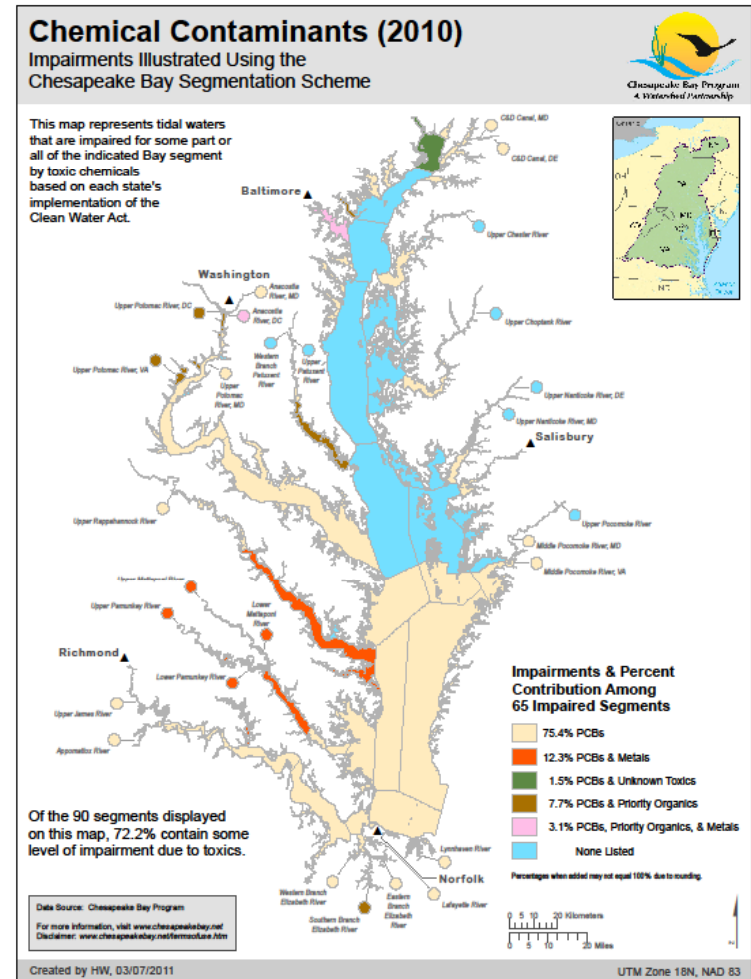 Chemical Contaminants (2010)
Impairments Illustrated Using the
Chesapeake Bay Segmentation Scheme
Chesapeake Bay Program
A Watershed Partnership
This map represents tidal waters
that are impaired for some part or
all of the indicated Bay segment
by toxic chemicals
based on each state's
implementation of the
Clean Water Act.
C&D Canal, MD
C&D Canal, DE
Baltimore
Upper Chester River
Washington
Anacostia
River, MD
Upper Potomac River, DC
Anacostia
River, DC
Upper Choptank River
Western
Branch
Patuxent
River
Upper
Patuxent
River
Upper Potomac River, VA
Upper
Potomac
River, MD
Upper Nanticoke River, DE
Upper Nanticoke River, MD
Salisbury
Upper Rappahannock River
Upper Pocomoke River
Middle Pocomoke River, MD
Middle Pocomoke River, VA
Upper Mattaponi River
Upper Pamunkey River
Lower
Mattaponi
River
Richmond
Lower Pamunkey River
Upper James River
Appomattox River
Impairments & Percent
Contribution Among
65 Impaired Segments
75.4% PCBs
12.3% PCBs & Metals
1.5% PCBs & Unknown Toxics
7.7% PCBs & Priority Organics
3.1% PCBs, Priority Organics, & Metals
None Listed
Percentages when added may not equal 100% due to rounding.
Of the 90 segments displayed
on this map, 72.2% contain some
level of impairment due to toxics.
Lynnhaven River
Norfolk
Western Branch
Elizabeth River
Eastern
Branch
Elizabeth
River
Lafayette River
Southern Branch
Elizabeth River
Data Source: Chesapeake Bay Program
For more information, visit www.chesapeakebay.net
Disclaimer: www.chesapeakebay.net/termsofuse.htm
0 5 10 20 Kilometers
0 5 10 20 Miles
Created by HW, 03/07/2011
UTM Zone 18N, NAD 83